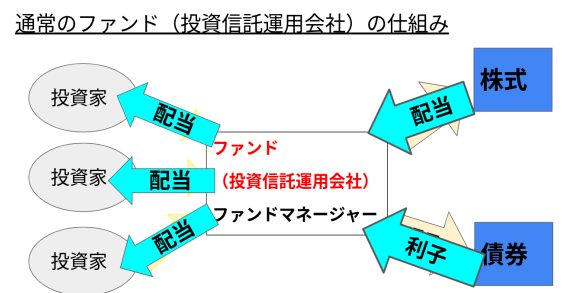 通常のファンド（投資信託運用会社）の仕組み
投資家
配当
投資家
配当
投資家
配当
ファンド
（投資信託運用会社）
ファンドマネージャー
配当
株式
利子
債券